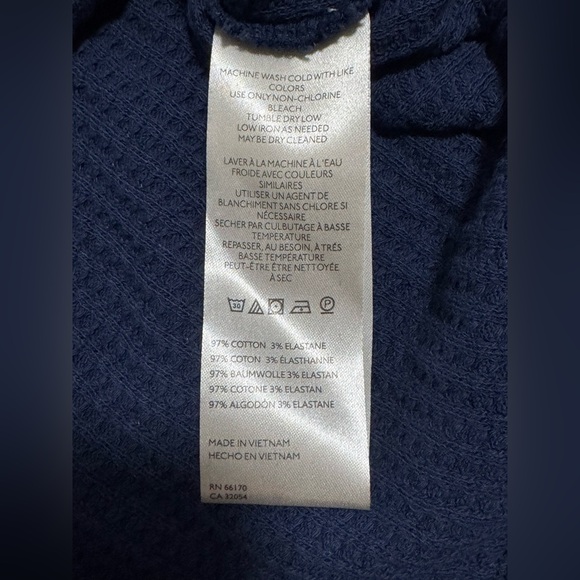 MACHINE WASH COLD WITH LIKE
COLORS
USE ONLY NON-CHLORINE
BLEACH
TUMBLE DRY LOW
LOW IRON AS NEEDED
MAY BE DRY CLEANED
LAVER À LA MACHINE À L'EAU
FROIDE AVEC COULEURS
SIMILAIRES
UTILISER UN AGENT DE
BLANCHIMENT SANS CHLORE SI
NÉCESSAIRE
SECHER PAR CULBUTAGE À BASSE
TEMPÉRATURE
REPASSER, AU BESOIN, À TRÉS
BASSE TEMPÉRATURE
PEUT-ÊTRE ÊTRE NETTOYÉE
À SEC
30 P
97% COTTON 3% ELASTANE
97% COTON 3% ÉLASTHANNE
97% BAUMWOLLE 3% ELASTAN
97% COTONE 3% ELASTAN
97% ALGODÓN 3% ELASTANE
MADE IN VIETNAM
HECHO EN VIETNAM
RN 66170
CA 32054